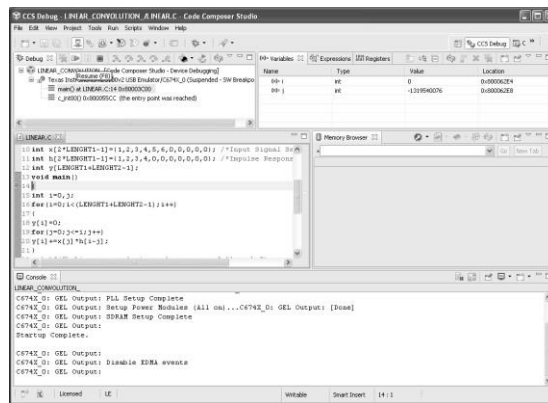 CCS Debug - LINEAR_CONVOLUTION_/LINEAR.C - Code Composer Studio
File Edit View Project Tools Run Scripts Window Help
CCS Debug
C
Debug
LINEAR_CONVOLUTION_ [Code Composer Studio - Device Debugging]
Resume (F8)
Texas Instruments XDS100v2 USB Emulator/C674X_0 (Suspended - SW Breakpo
main() at LINEAR.C:14 0x80003C00
c_int00() at 0x800055CC (the entry point was reached)
Variables Expressions Registers
Name Type Value Location
i int 0 0x800062E4
j int -1319540076 0x800062E8
LINEAR.C
10 int x[2*LENGHT1-1]={1,2,3,4,5,6,0,0,0,0,0}; /*Input Signal Se
11 int h[2*LENGHT1-1]={1,2,3,4,0,0,0,0,0,0,0}; /*Impulse Respons
12 int y[LENGHT1+LENGHT2-1];
13 void main()
14 {
15 int i=0,j;
16 for(i=0;i<(LENGHT1+LENGHT2-1);i++)
17 {
18 y[i]=0;
19 for(j=0;j<=i;j++)
20 y[i]+=x[j]*h[i-j];
21 }
Memory Browser
Go New Tab
Console
LINEAR_CONVOLUTION_
C674X_0: GEL Output: PLL Setup Complete
C674X_0: GEL Output: Setup Power Modules (All on)...C674X_0: GEL Output: [Done]
C674X_0: GEL Output: SDRAM Setup Complete
C674X_0: GEL Output:
Startup Complete.
C674X_0: GEL Output:
C674X_0: GEL Output: Disable EDMA events
C674X_0: GEL Output:
Licensed LE Writable Smart Insert 14 : 1